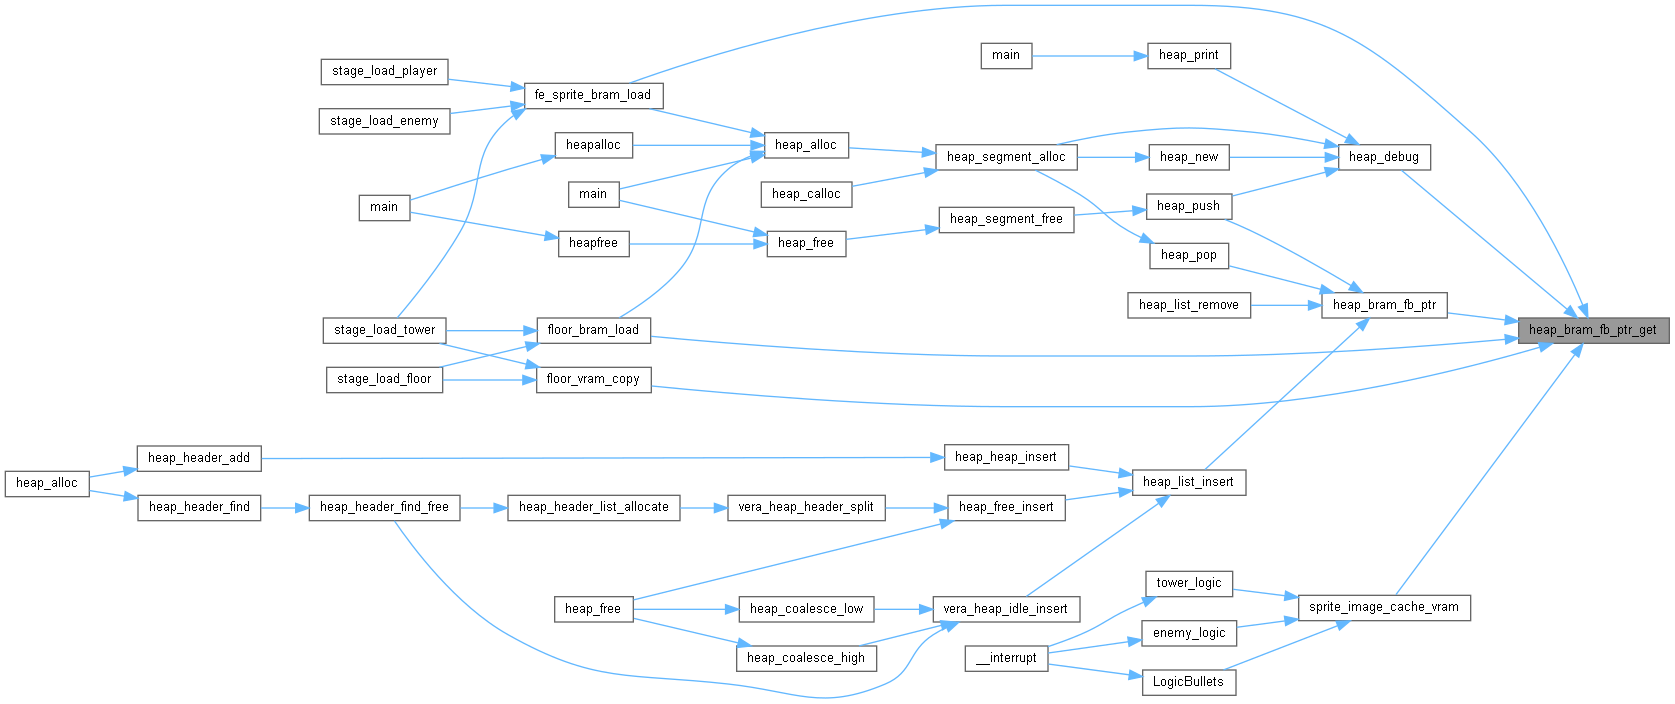 main
heap_print
stage_load_player
fe_sprite_bram_load
stage_load_enemy
heapalloc
heap_alloc
heap_segment_alloc
heap_new
heap_debug
main
heap_calloc
main
heap_segment_free
heap_push
heapfree
heap_free
heap_pop
heap_list_remove
heap_bram_fb_ptr
stage_load_tower
floor_bram_load
heap_bram_fb_ptr_get
stage_load_floor
floor_vram_copy
heap_header_add
heap_heap_insert
heap_alloc
heap_list_insert
heap_header_find
heap_header_find_free
heap_header_list_allocate
vera_heap_header_split
heap_free_insert
tower_logic
heap_free
heap_coalesce_low
vera_heap_idle_insert
sprite_image_cache_vram
enemy_logic
heap_coalesce_high
__interrupt
LogicBullets